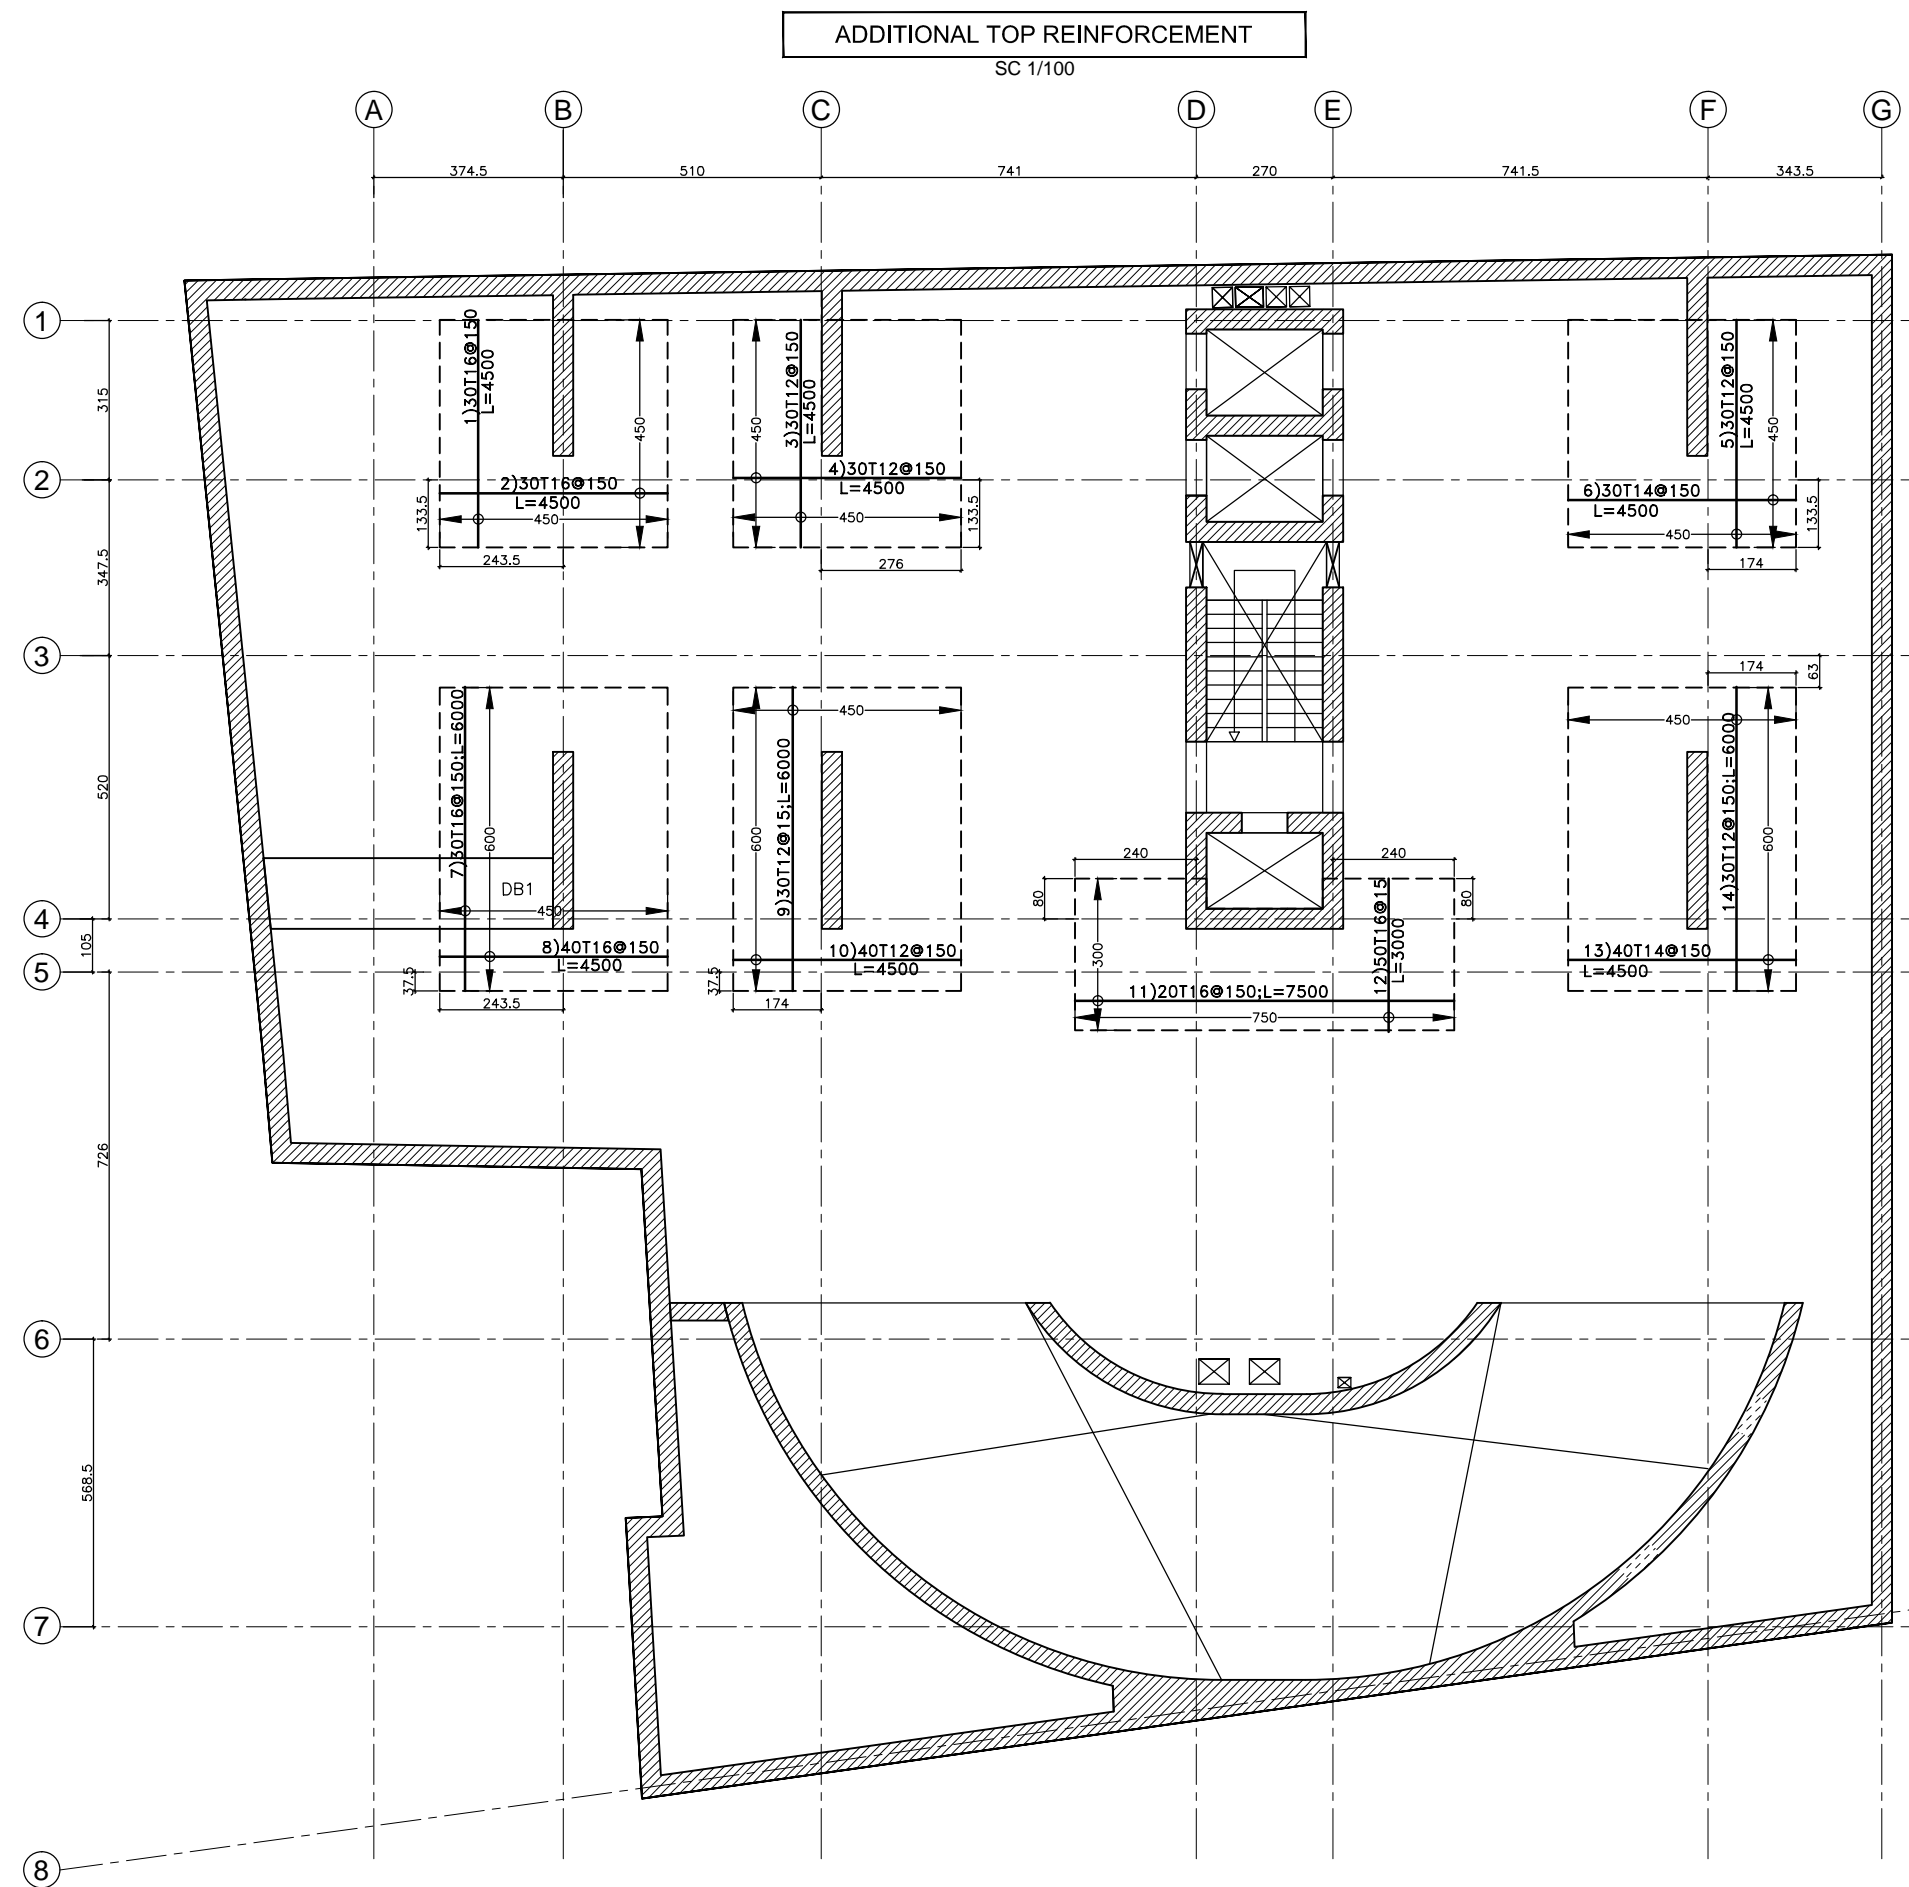 ADDITIONAL TOP REINFORCEMENT
SC 1/100
A
B
C
D
E
F
G
374.5
510
741
270
741.5
343.5
1
2
3
4
5
6
7
8
315
347.5
520
105
726
568.5
1)30T16@150
L=4500
450
2)30T16@150
L=4500
450
133.5
243.5
3)30T12@150
L=4500
450
4)30T12@150
L=4500
450
133.5
276
5)30T12@150
L=4500
450
6)30T14@150
L=4500
450
133.5
174
7)30T16@150;L=6000
600
DB1
450
8)40T16@150
L=4500
37.5
243.5
450
9)30T12@15;L=6000
600
10)40T12@150
L=4500
37.5
174
240
240
80
80
300
11)20T16@150;L=7500
750
12)50T16@15
L=3000
174
63
450
14)30T12@150;L=6000
600
13)40T14@150
L=4500